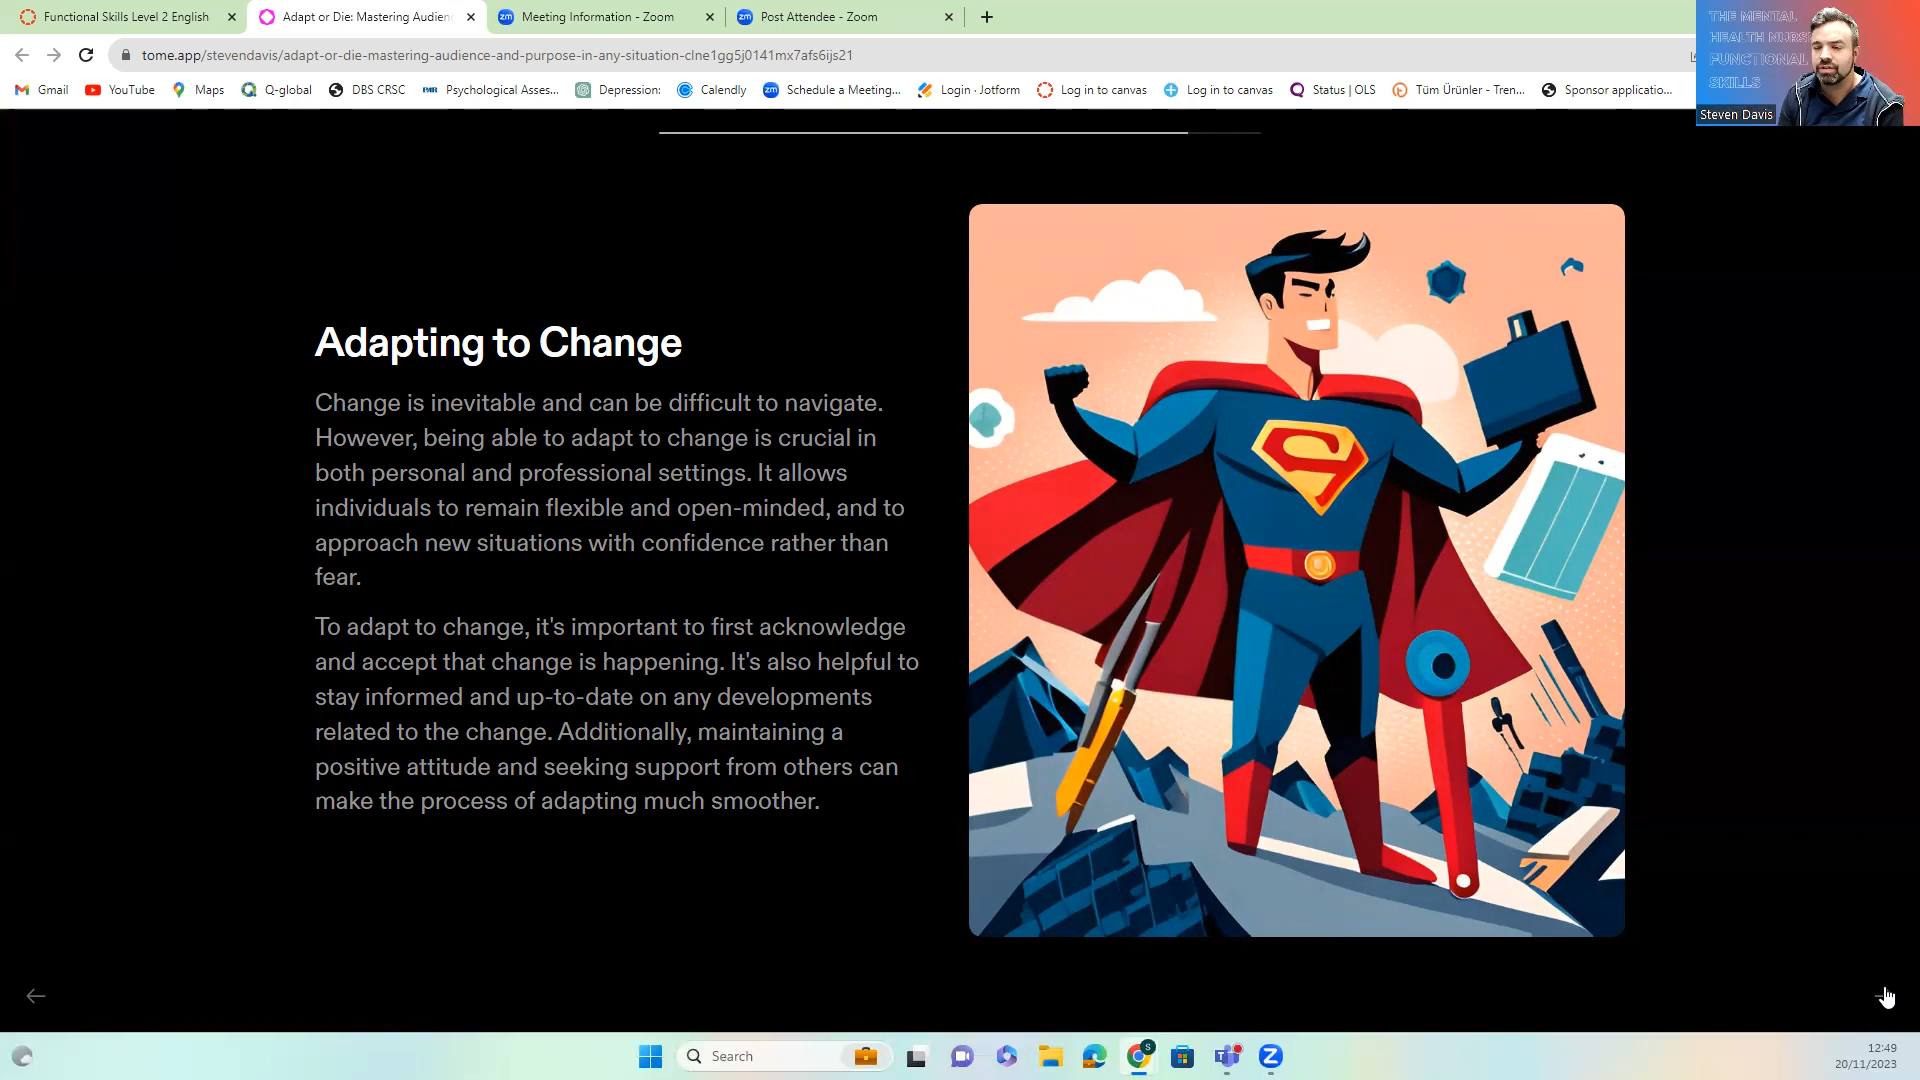 Functional Skills Level 2 English
Adapt or Die: Mastering Audien
Meeting Information - Zoom
Post Attendee - Zoom
tome.app/stevendavis/adapt-or-die-mastering-audience-and-purpose-in-any-situation-clne1gg5j0141mx7afs6ijs21
Gmail
YouTube
Maps
Q-global
DBS CRSC
Psychological Asses...
Depression:
Calendly
Schedule a Meeting...
Login · Jotform
Log in to canvas
Log in to canvas
Status | OLS
Tüm Ürünler - Tren...
Sponsor applicatio...
THE MENTAL
HEALTH NURS
FUNCTIONAL
SKILLS
Steven Davis
Adapting to Change
Change is inevitable and can be difficult to navigate.
However, being able to adapt to change is crucial in
both personal and professional settings. It allows
individuals to remain flexible and open-minded, and to
approach new situations with confidence rather than
fear.
To adapt to change, it's important to first acknowledge
and accept that change is happening. It's also helpful to
stay informed and up-to-date on any developments
related to the change. Additionally, maintaining a
positive attitude and seeking support from others can
make the process of adapting much smoother.
S
Search
12:49
20/11/2023